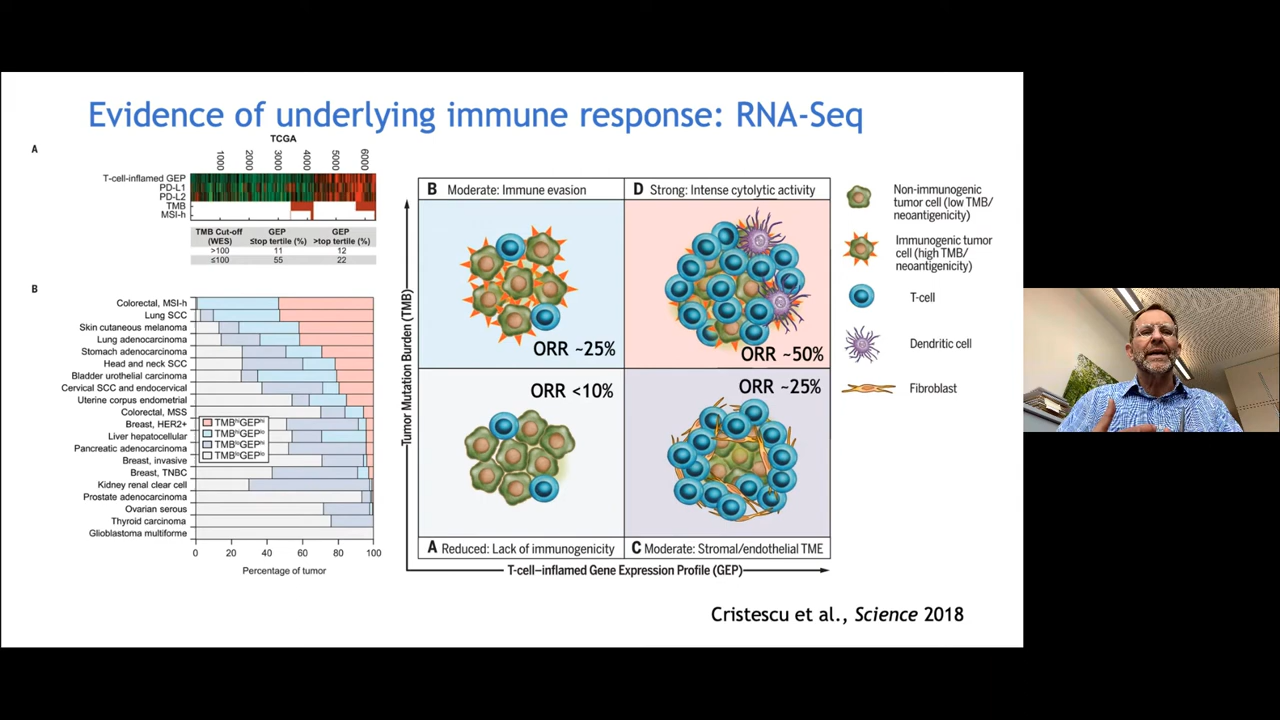 Evidence of underlying immune response: RNA-Seq
A
TCGA
1000
2000
3000
4000
5000
6000
T-cell-inflamed GEP
PD-L1
PD-L2
TMB
MSI-h
TMB Cut-off (WES)
GEP ≤top tertile (%)
GEP >top tertile (%)
>100 11 12
≤100 55 22
B
Colorectal, MSI-h
Lung SCC
Skin cutaneous melanoma
Lung adenocarcinoma
Stomach adenocarcinoma
Head and neck SCC
Bladder urothelial carcinoma
Cervical SCC and endocervical
Uterine corpus endometrial
Colorectal, MSS
Breast, HER2+
Liver hepatocellular
Pancreatic adenocarcinoma
Breast, invasive
Breast, TNBC
Kidney renal clear cell
Prostate adenocarcinoma
Ovarian serous
Thyroid carcinoma
Glioblastoma multiforme
TMBhiGEPhi
TMBhiGEPlo
TMBloGEPhi
TMBloGEPlo
0 20 40 60 80 100
Percentage of tumor
Tumor Mutation Burden (TMB)
B Moderate: Immune evasion
D Strong: Intense cytolytic activity
ORR ~25%
ORR ~50%
ORR <10%
ORR ~25%
A Reduced: Lack of immunogenicity
C Moderate: Stromal/endothelial TME
T-cell–inflamed Gene Expression Profile (GEP)
Non-immunogenic
tumor cell (low TMB/
neoantigenicity)
Immunogenic tumor
cell (high TMB/
neoantigenicity)
T-cell
Dendritic cell
Fibroblast
Cristescu et al., Science 2018